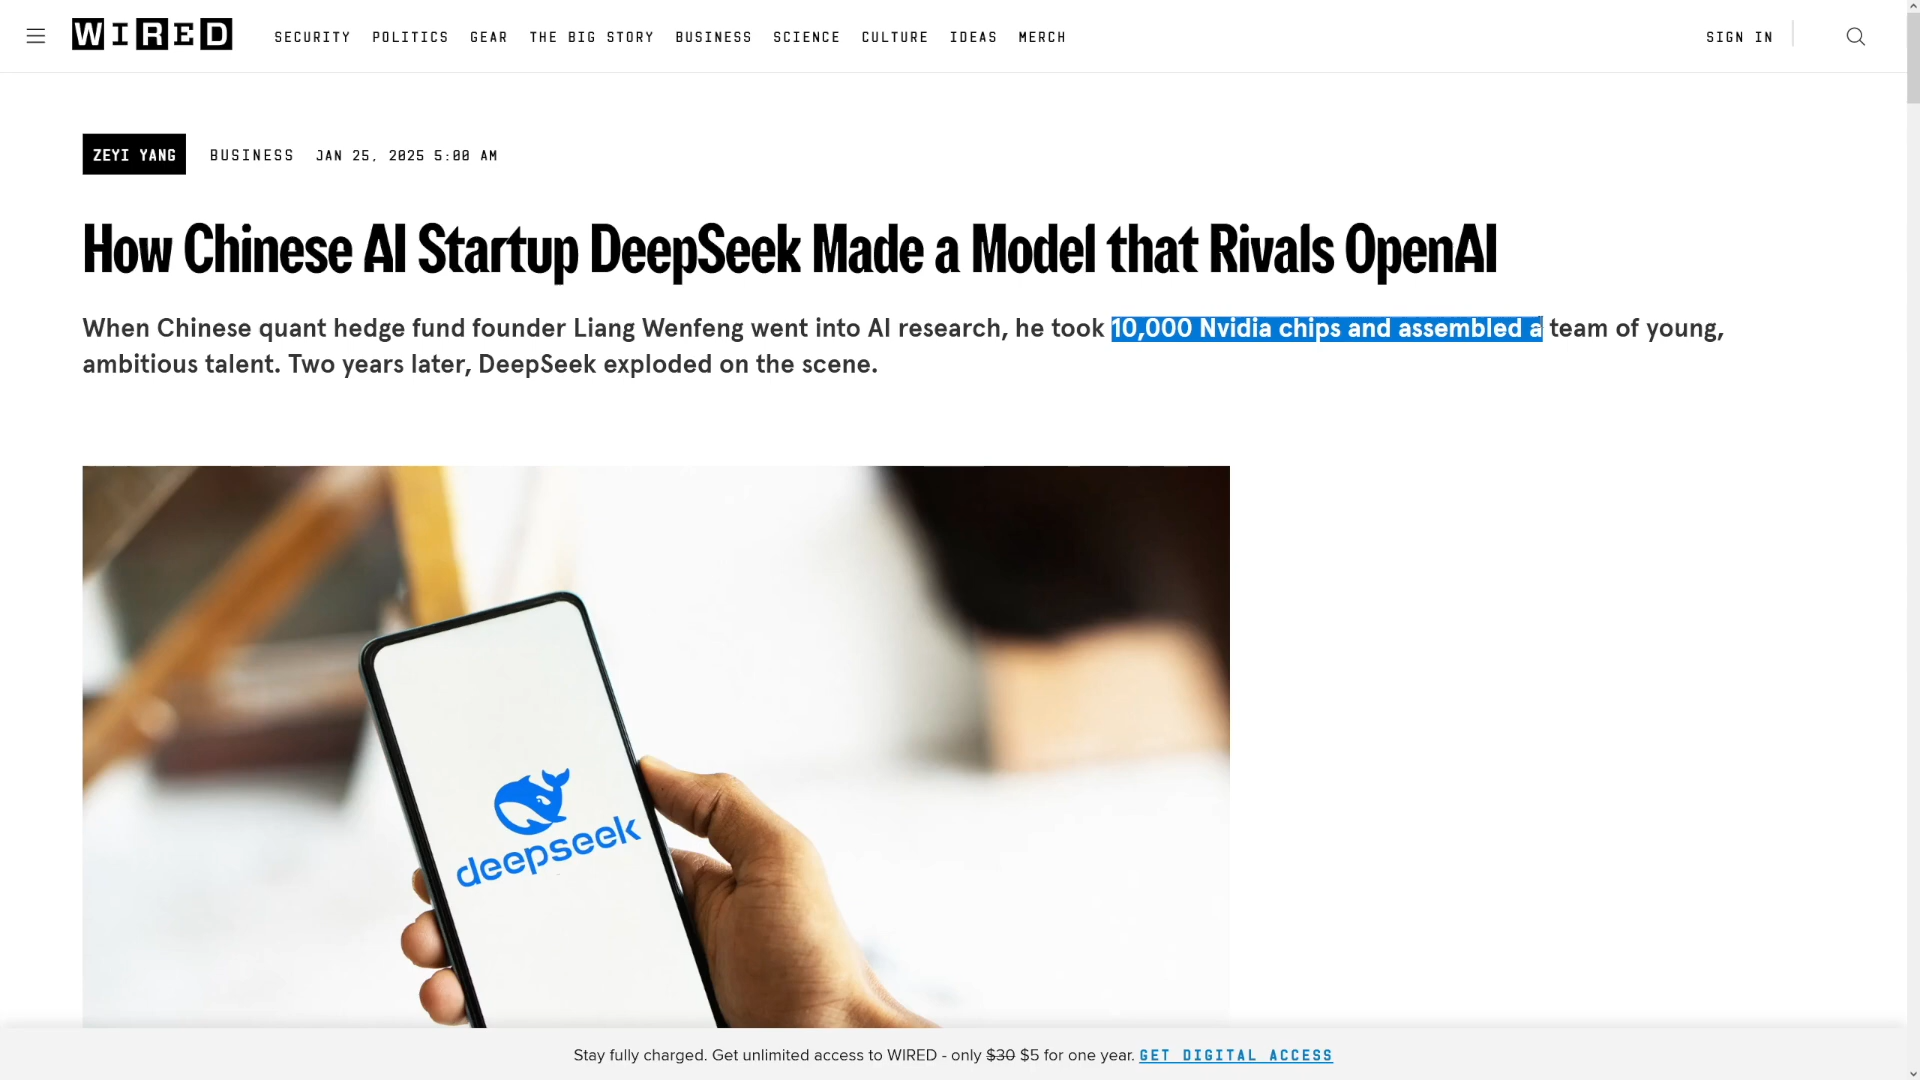 WIRED
SECURITY POLITICS GEAR THE BIG STORY BUSINESS SCIENCE CULTURE IDEAS MERCH
SIGN IN
ZEYI YANG BUSINESS JAN 25, 2025 5:00 AM
How Chinese AI Startup DeepSeek Made a Model that Rivals OpenAI
When Chinese quant hedge fund founder Liang Wenfeng went into AI research, he took 10,000 Nvidia chips and assembled a team of young,
ambitious talent. Two years later, DeepSeek exploded on the scene.
deepseek
Stay fully charged. Get unlimited access to WIRED - only $30 $5 for one year. GET DIGITAL ACCESS